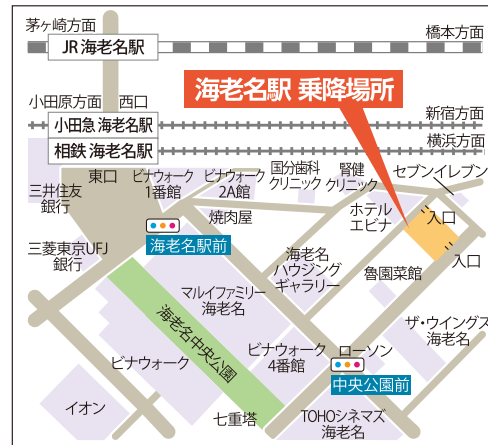 茅ヶ崎方面
橋本方面
JR 海老名駅
海老名駅 乗降場所
小田原方面
西口
新宿方面
小田急 海老名駅
横浜方面
相鉄 海老名駅
東口
ビナウォーク
1番館
ビナウォーク
2A館
国分歯科
クリニック
腎健
クリニック
セブンイレブン
三井住友
銀行
焼肉屋
ホテル
エビナ
入口
海老名駅前
三菱東京UFJ
銀行
海老名
ハウジング
ギャラリー
魯園菜館
入口
マルイファミリー
海老名
海老名中央公園
ザ・ウイングス
海老名
ビナウォーク
ビナウォーク
4番館
ローソン
中央公園前
イオン
七重塔
TOHOシネマズ
海老名